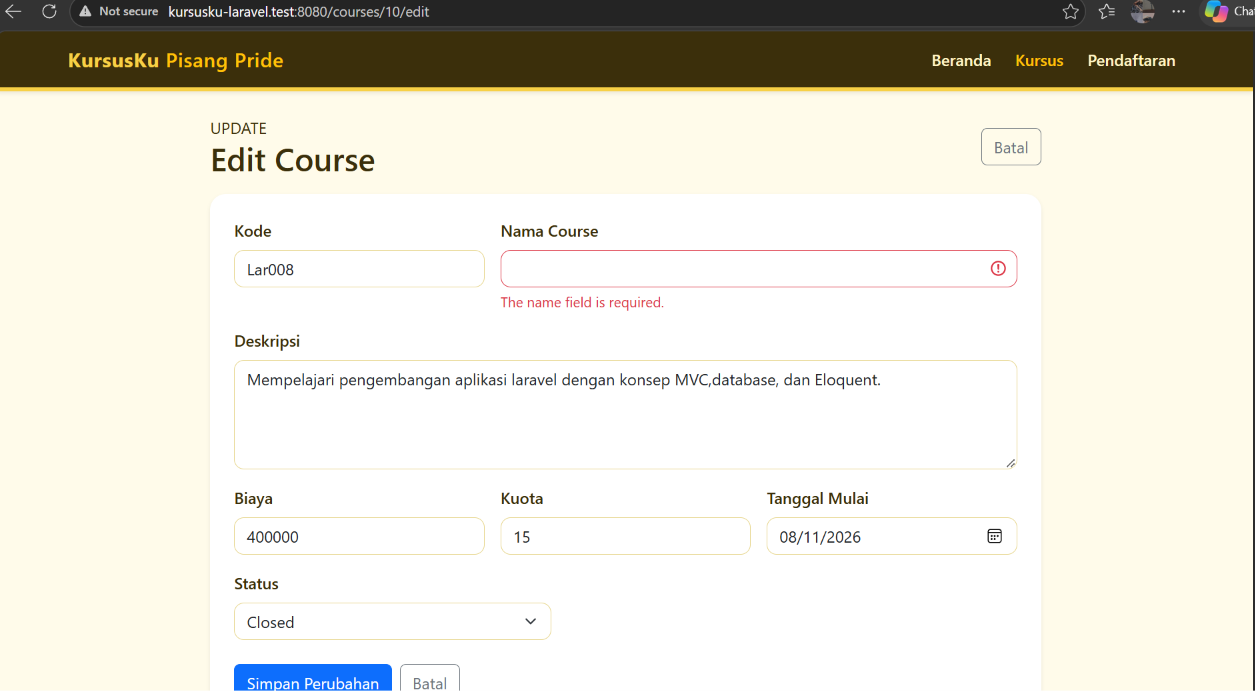 Not secure kursusku-laravel.test:8080/courses/10/edit
KursusKu Pisang Pride
Beranda Kursus Pendaftaran
UPDATE
Edit Course
Batal
Kode
Nama Course
Lar008
The name field is required.
Deskripsi
Mempelajari pengembangan aplikasi laravel dengan konsep MVC,database, dan Eloquent.
Biaya
Kuota
Tanggal Mulai
400000
15
08/11/2026
Status
Closed
Simpan Perubahan
Batal